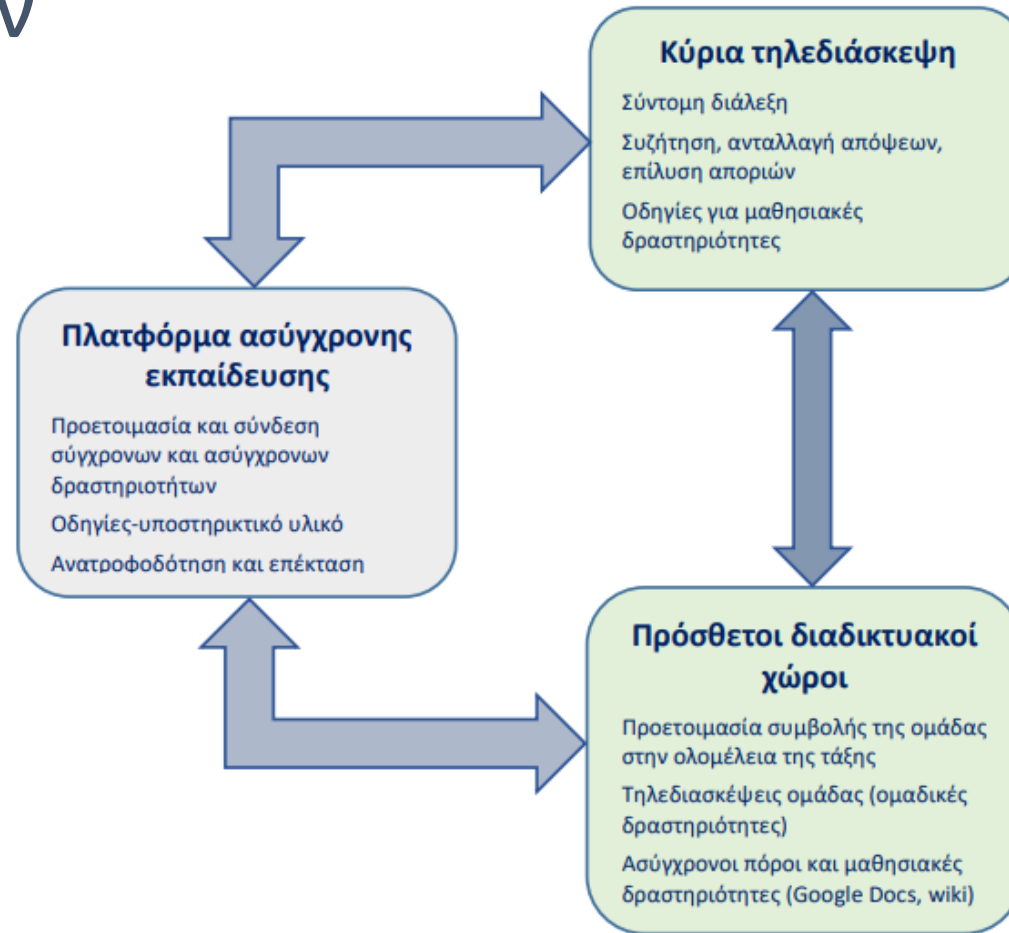 Κύρια τηλεδιάσκεψη
Σύντομη διάλεξη
Συζήτηση, ανταλλαγή απόψεων,
επίλυση αποριών
Οδηγίες για μαθησιακές
δραστηριότητες
Πλατφόρμα ασύγχρονης
εκπαίδευσης
Προετοιμασία και σύνδεση
σύγχρονων και ασύγχρονων
δραστηριοτήτων
Οδηγίες-υποστηρικτικό υλικό
Ανατροφοδότηση και επέκταση
Πρόσθετοι διαδικτυακοί
χώροι
Προετοιμασία συμβολής της ομάδας
στην ολομέλεια της τάξης
Τηλεδιασκέψεις ομάδας (ομαδικές
δραστηριότητες)
Ασύγχρονοι πόροι και μαθησιακές
δραστηριότητες (Google Docs, wiki)